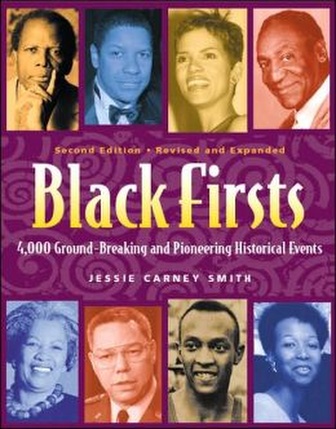 Second Edition • Revised and Expanded
Black Firsts
4,000 Ground-Breaking and Pioneering Historical Events
JESSIE CARNEY SMITH